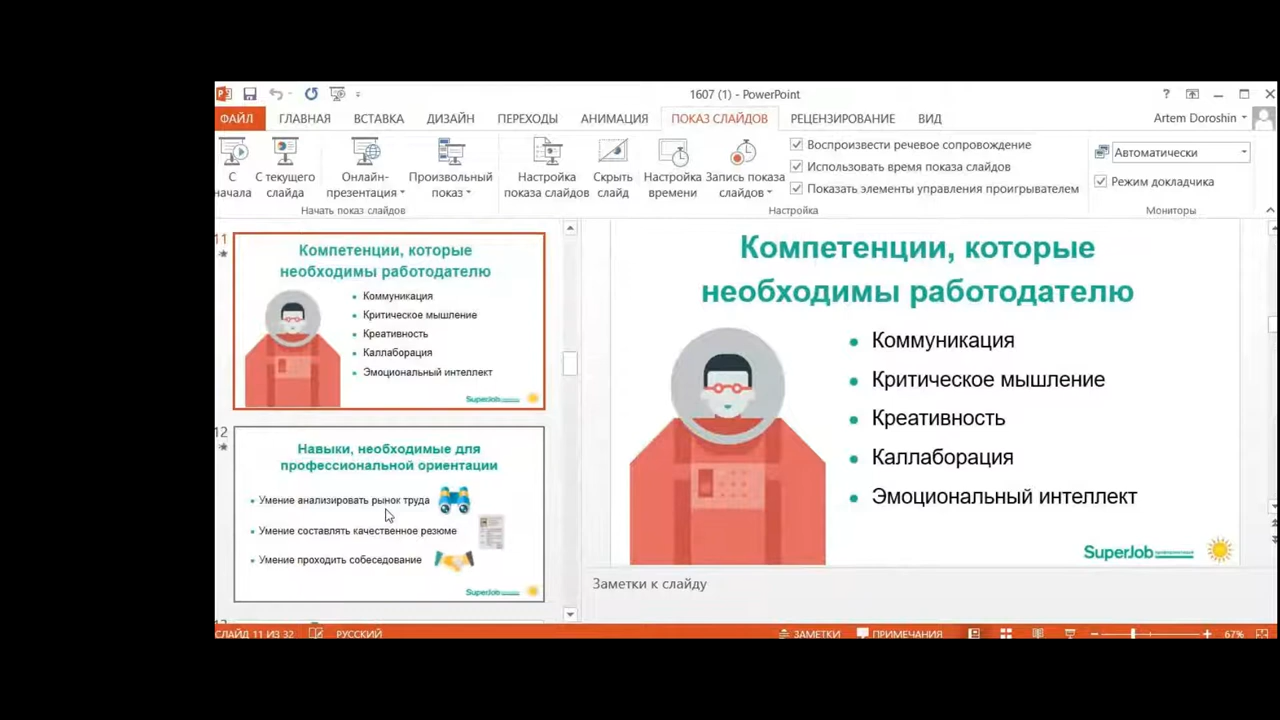 1607 (1) - PowerPoint
?
Artem Doroshin
ФАЙЛ ГЛАВНАЯ ВСТАВКА ДИЗАЙН ПЕРЕХОДЫ АНИМАЦИЯ ПОКАЗ СЛАЙДОВ РЕЦЕНЗИРОВАНИЕ ВИД
С начала
С текущего слайда
Онлайн-презентация
Произвольный показ
Начать показ слайдов
Настройка показа слайдов
Скрыть слайд
Настройка времени
Запись показа слайдов
Воспроизвести речевое сопровождение
Использовать время показа слайдов
Показать элементы управления проигрывателем
Настройка
Автоматически
Режим докладчика
Мониторы
11
Компетенции, которые
необходимы работодателю
Коммуникация
Критическое мышление
Креативность
Каллаборация
Эмоциональный интеллект
SuperJob
12
Навыки, необходимые для
профессиональной ориентации
Умение анализировать рынок труда
Умение составлять качественное резюме
Умение проходить собеседование
SuperJob
Компетенции, которые
необходимы работодателю
Коммуникация
Критическое мышление
Креативность
Каллаборация
Эмоциональный интеллект
SuperJob
Заметки к слайду
СЛАЙД 11 ИЗ 32 РУССКИЙ ЗАМЕТКИ ПРИМЕЧАНИЯ 67%